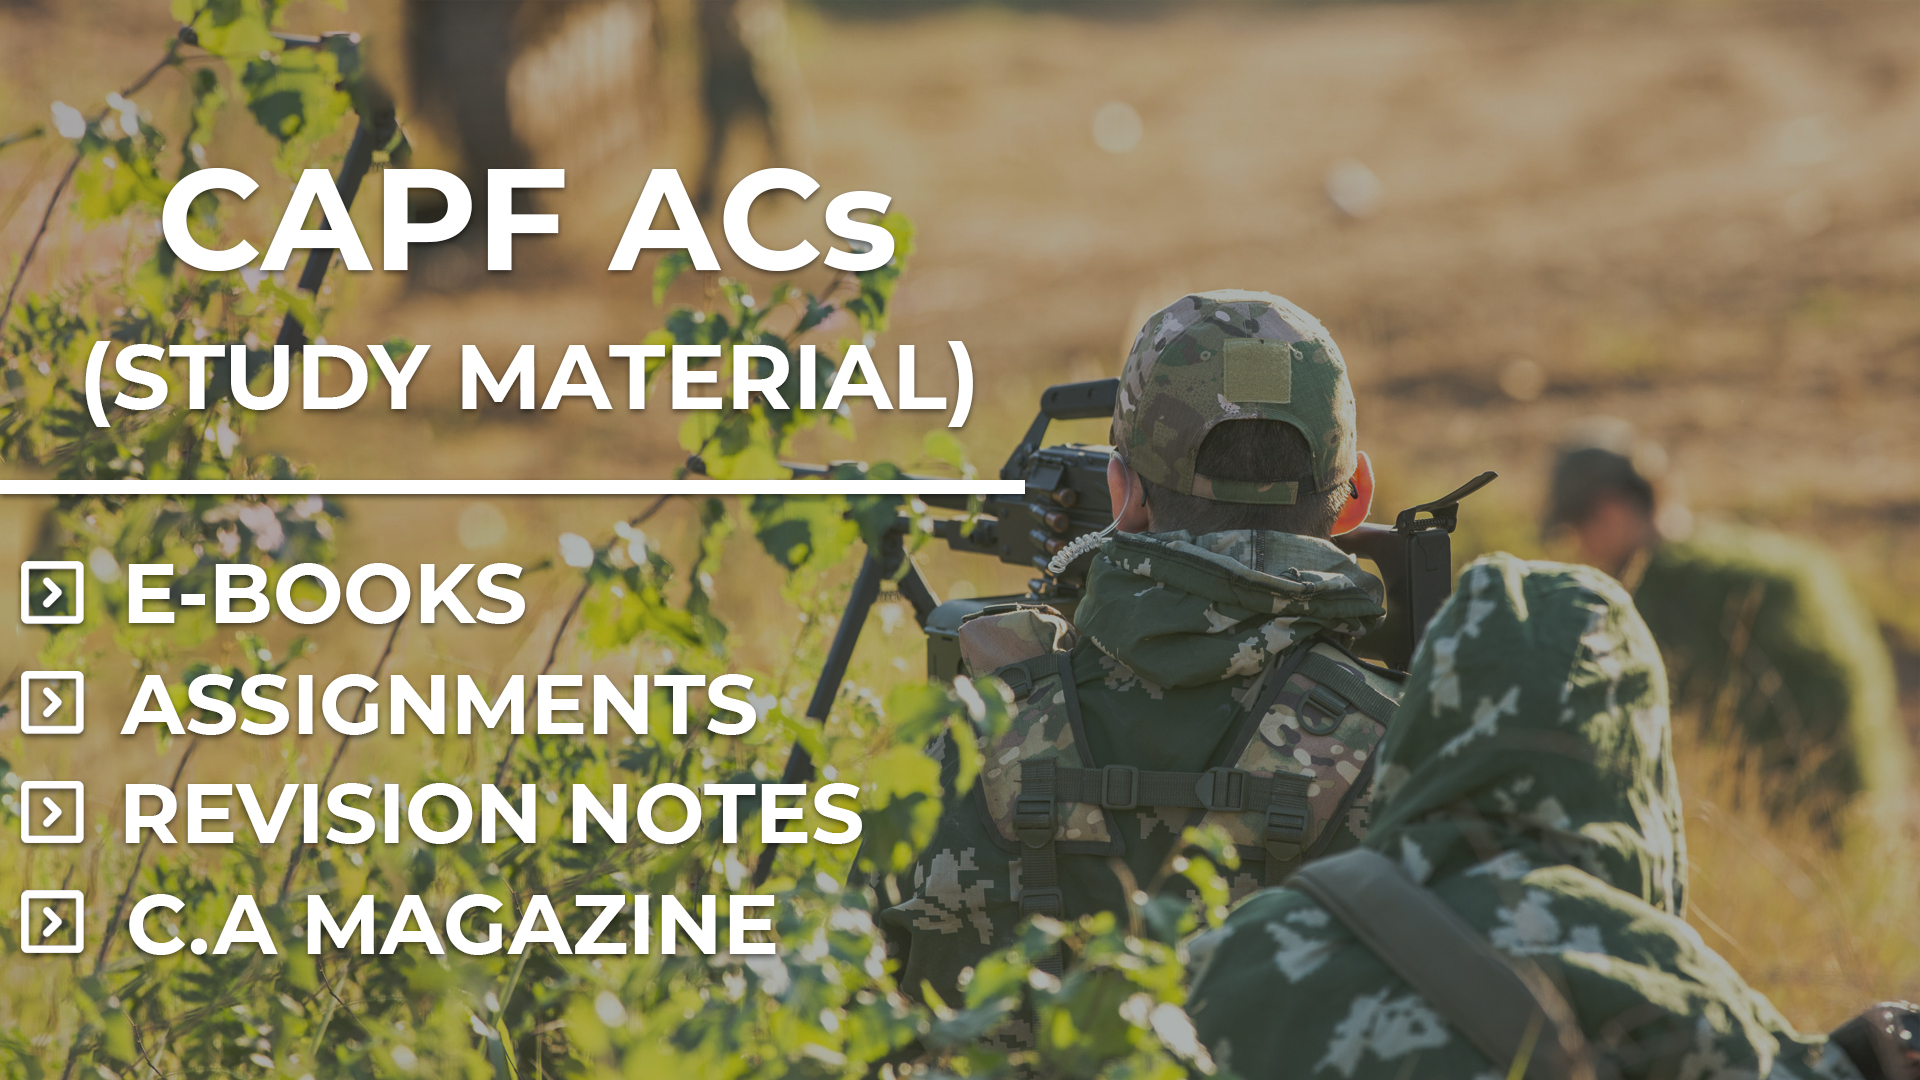 CAPF ACs
(STUDY MATERIAL)
E-BOOKS
ASSIGNMENTS
REVISION NOTES
C.A MAGAZINE